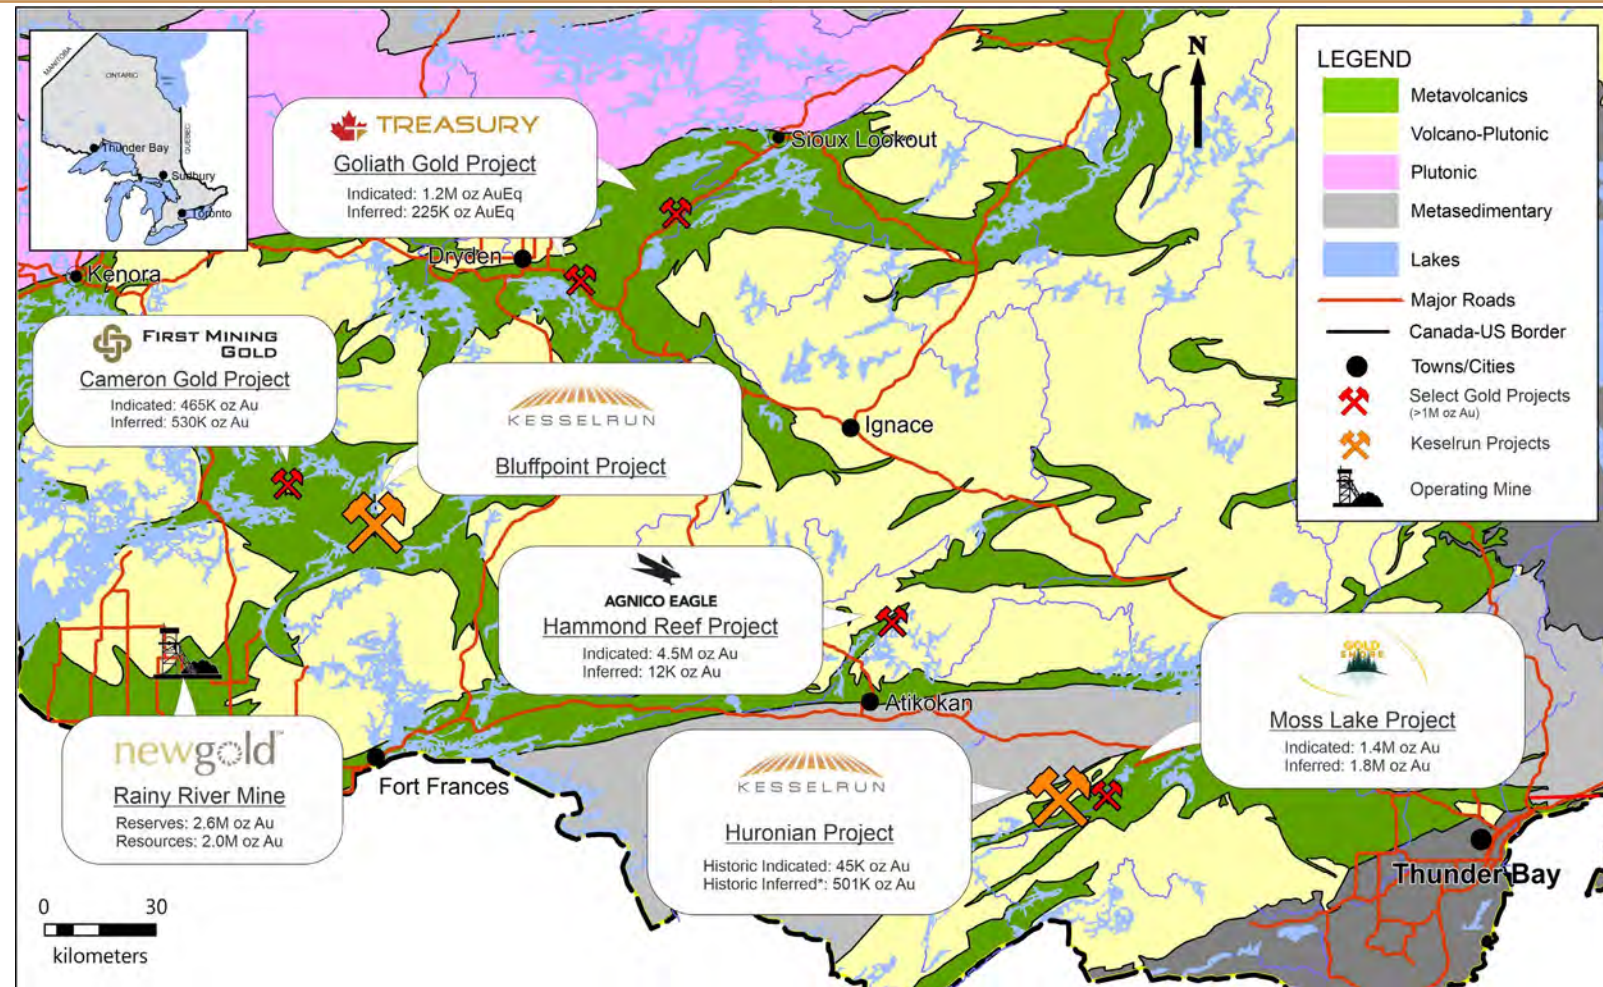 MANITOBA
ONTARIO
QUEBEC
Thunder Bay
Sudbury
Toronto
TREASURY
Goliath Gold Project
Indicated: 1.2M oz AuEq
Inferred: 225K oz AuEq
N
Sioux Lookout
LEGEND
Metavolcanics
Volcano-Plutonic
Plutonic
Metasedimentary
Lakes
Major Roads
Canada-US Border
Towns/Cities
Select Gold Projects
(>1M oz Au)
Keselrun Projects
Operating Mine
Kenora
Dryden
FIRST MINING
GOLD
Cameron Gold Project
Indicated: 465K oz Au
Inferred: 530K oz Au
KESSELRUN
Bluffpoint Project
Ignace
AGNICO EAGLE
Hammond Reef Project
Indicated: 4.5M oz Au
Inferred: 12K oz Au
Atikokan
GOLD
SHORE
Moss Lake Project
Indicated: 1.4M oz Au
Inferred: 1.8M oz Au
newgold™
Rainy River Mine
Reserves: 2.6M oz Au
Resources: 2.0M oz Au
Fort Frances
KESSELRUN
Huronian Project
Historic Indicated: 45K oz Au
Historic Inferred*: 501K oz Au
Thunder Bay
0 30
kilometers